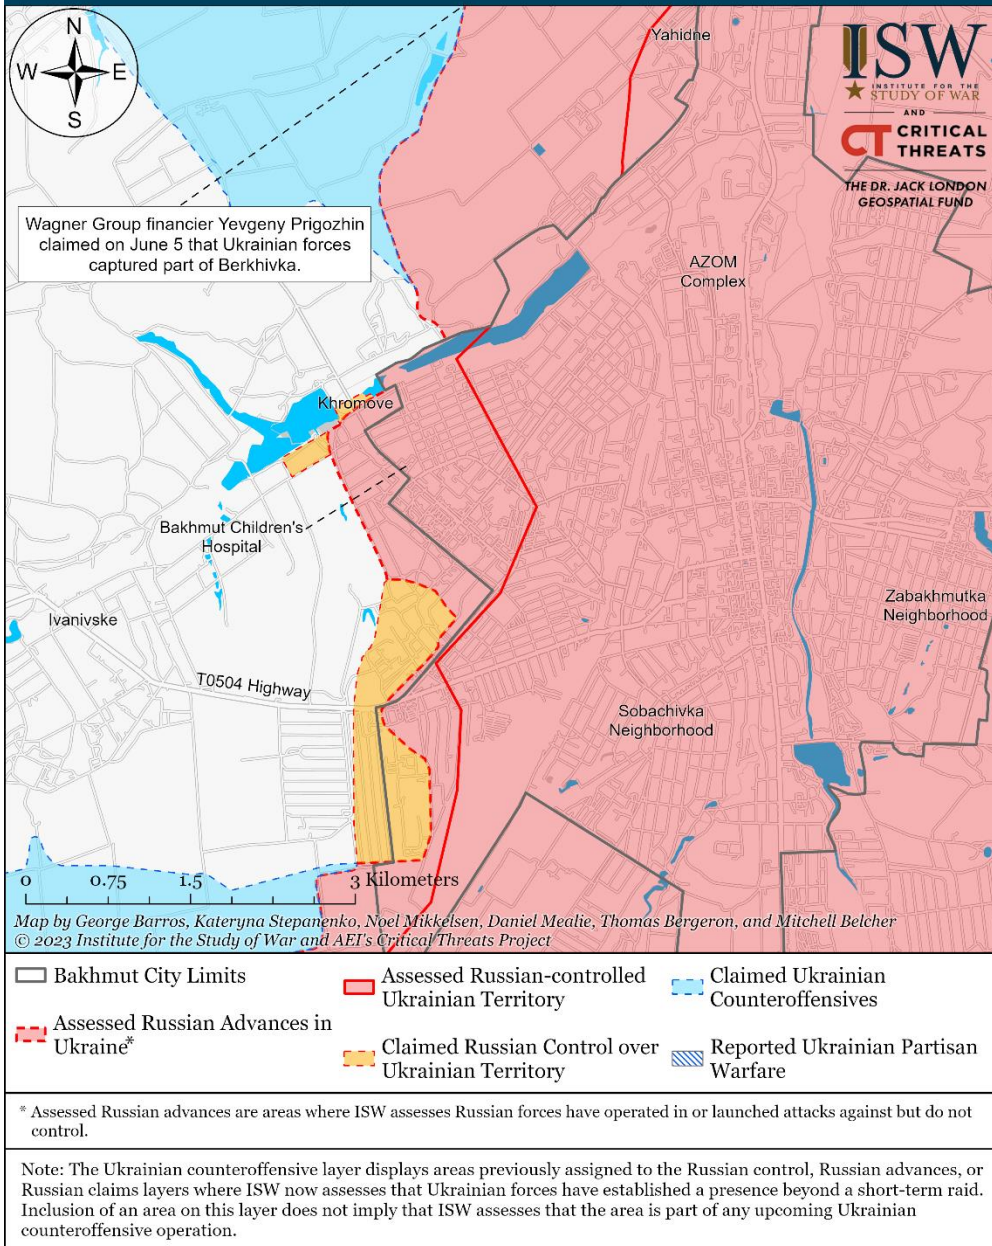 N
W
E
S
Yahidne
ISW
INSTITUTE FOR THE
STUDY OF WAR
AND
CT CRITICAL
THREATS
THE DR. JACK LONDON
GEOSPATIAL FUND
Wagner Group financier Yevgeny Prigozhin
claimed on June 5 that Ukrainian forces
captured part of Berkhivka.
AZOM
Complex
Khromove
Bakhmut Children's
Hospital
Ivanivske
Zabakhmutka
Neighborhood
T0504 Highway
Sobachivka
Neighborhood
0 0.75 1.5 3 Kilometers
Map by George Barros, Kateryna Stepanenko, Noel Mikkelsen, Daniel Mealie, Thomas Bergeron, and Mitchell Belcher
© 2023 Institute for the Study of War and AEI's Critical Threats Project
Bakhmut City Limits
Assessed Russian Advances in
Ukraine*
Assessed Russian-controlled
Ukrainian Territory
Claimed Russian Control over
Ukrainian Territory
Claimed Ukrainian
Counteroffensives
Reported Ukrainian Partisan
Warfare
* Assessed Russian advances are areas where ISW assesses Russian forces have operated in or launched attacks against but do not
control.
Note: The Ukrainian counteroffensive layer displays areas previously assigned to the Russian control, Russian advances, or
Russian claims layers where ISW now assesses that Ukrainian forces have established a presence beyond a short-term raid.
Inclusion of an area on this layer does not imply that ISW assesses that the area is part of any upcoming Ukrainian
counteroffensive operation.